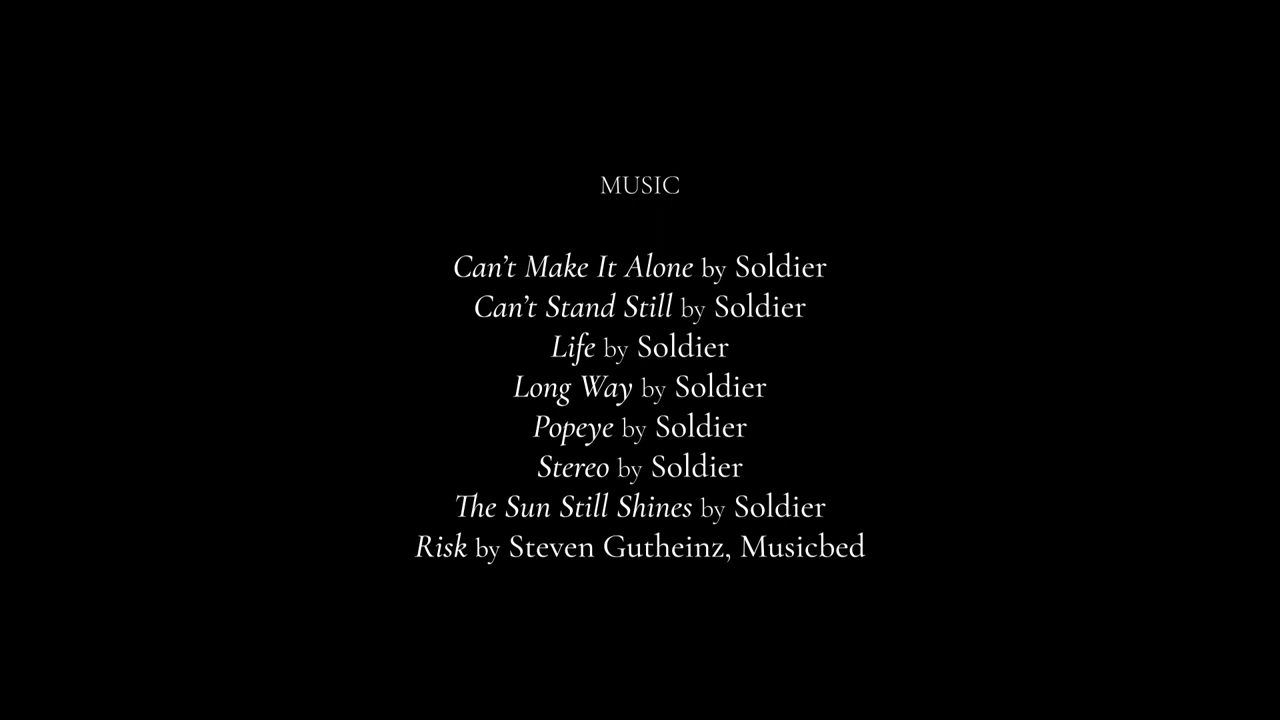 MUSIC
Can’t Make It Alone by Soldier
Can’t Stand Still by Soldier
Life by Soldier
Long Way by Soldier
Popeye by Soldier
Stereo by Soldier
The Sun Still Shines by Soldier
Risk by Steven Gutheinz, Musicbed